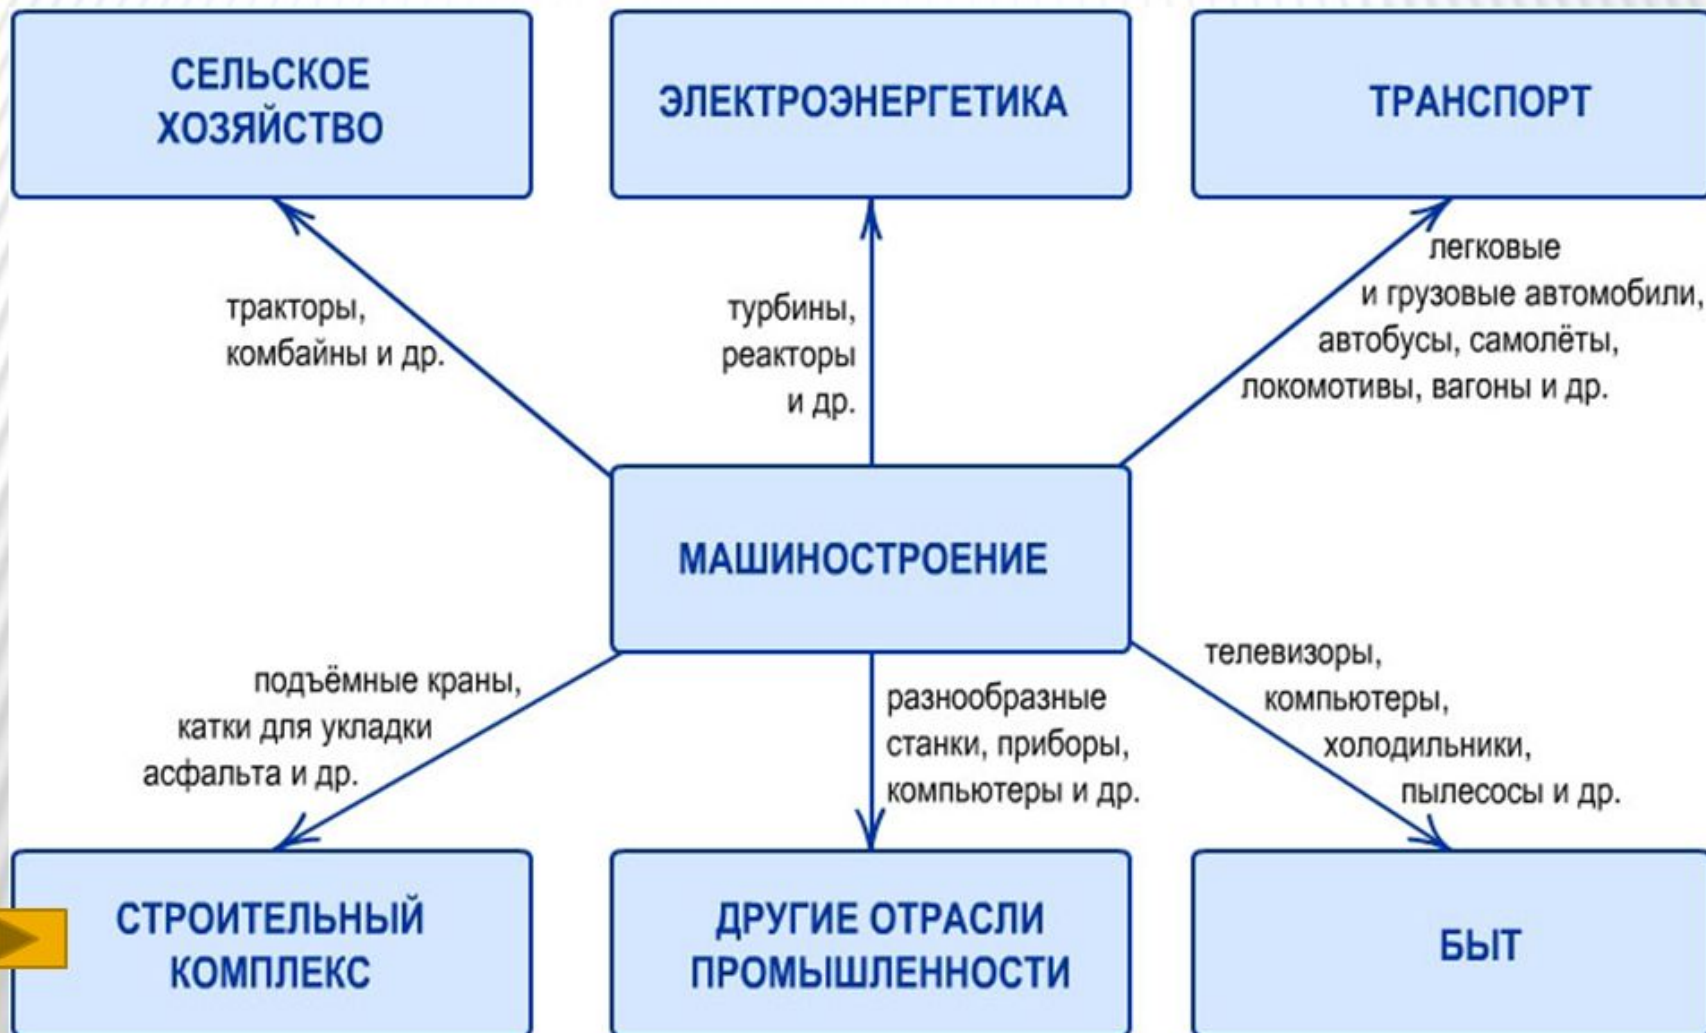 СЕЛЬСКОЕ
ХОЗЯЙСТВО
ЭЛЕКТРОЭНЕРГЕТИКА
ТРАНСПОРТ
тракторы,
комбайны и др.
турбины,
реакторы
и др.
легковые
и грузовые автомобили,
автобусы, самолёты,
локомотивы, вагоны и др.
МАШИНОСТРОЕНИЕ
подъёмные краны,
катки для укладки
асфальта и др.
разнообразные
станки, приборы,
компьютеры и др.
телевизоры,
компьютеры,
холодильники,
пылесосы и др.
СТРОИТЕЛЬНЫЙ
КОМПЛЕКС
ДРУГИЕ ОТРАСЛИ
ПРОМЫШЛЕННОСТИ
БЫТ